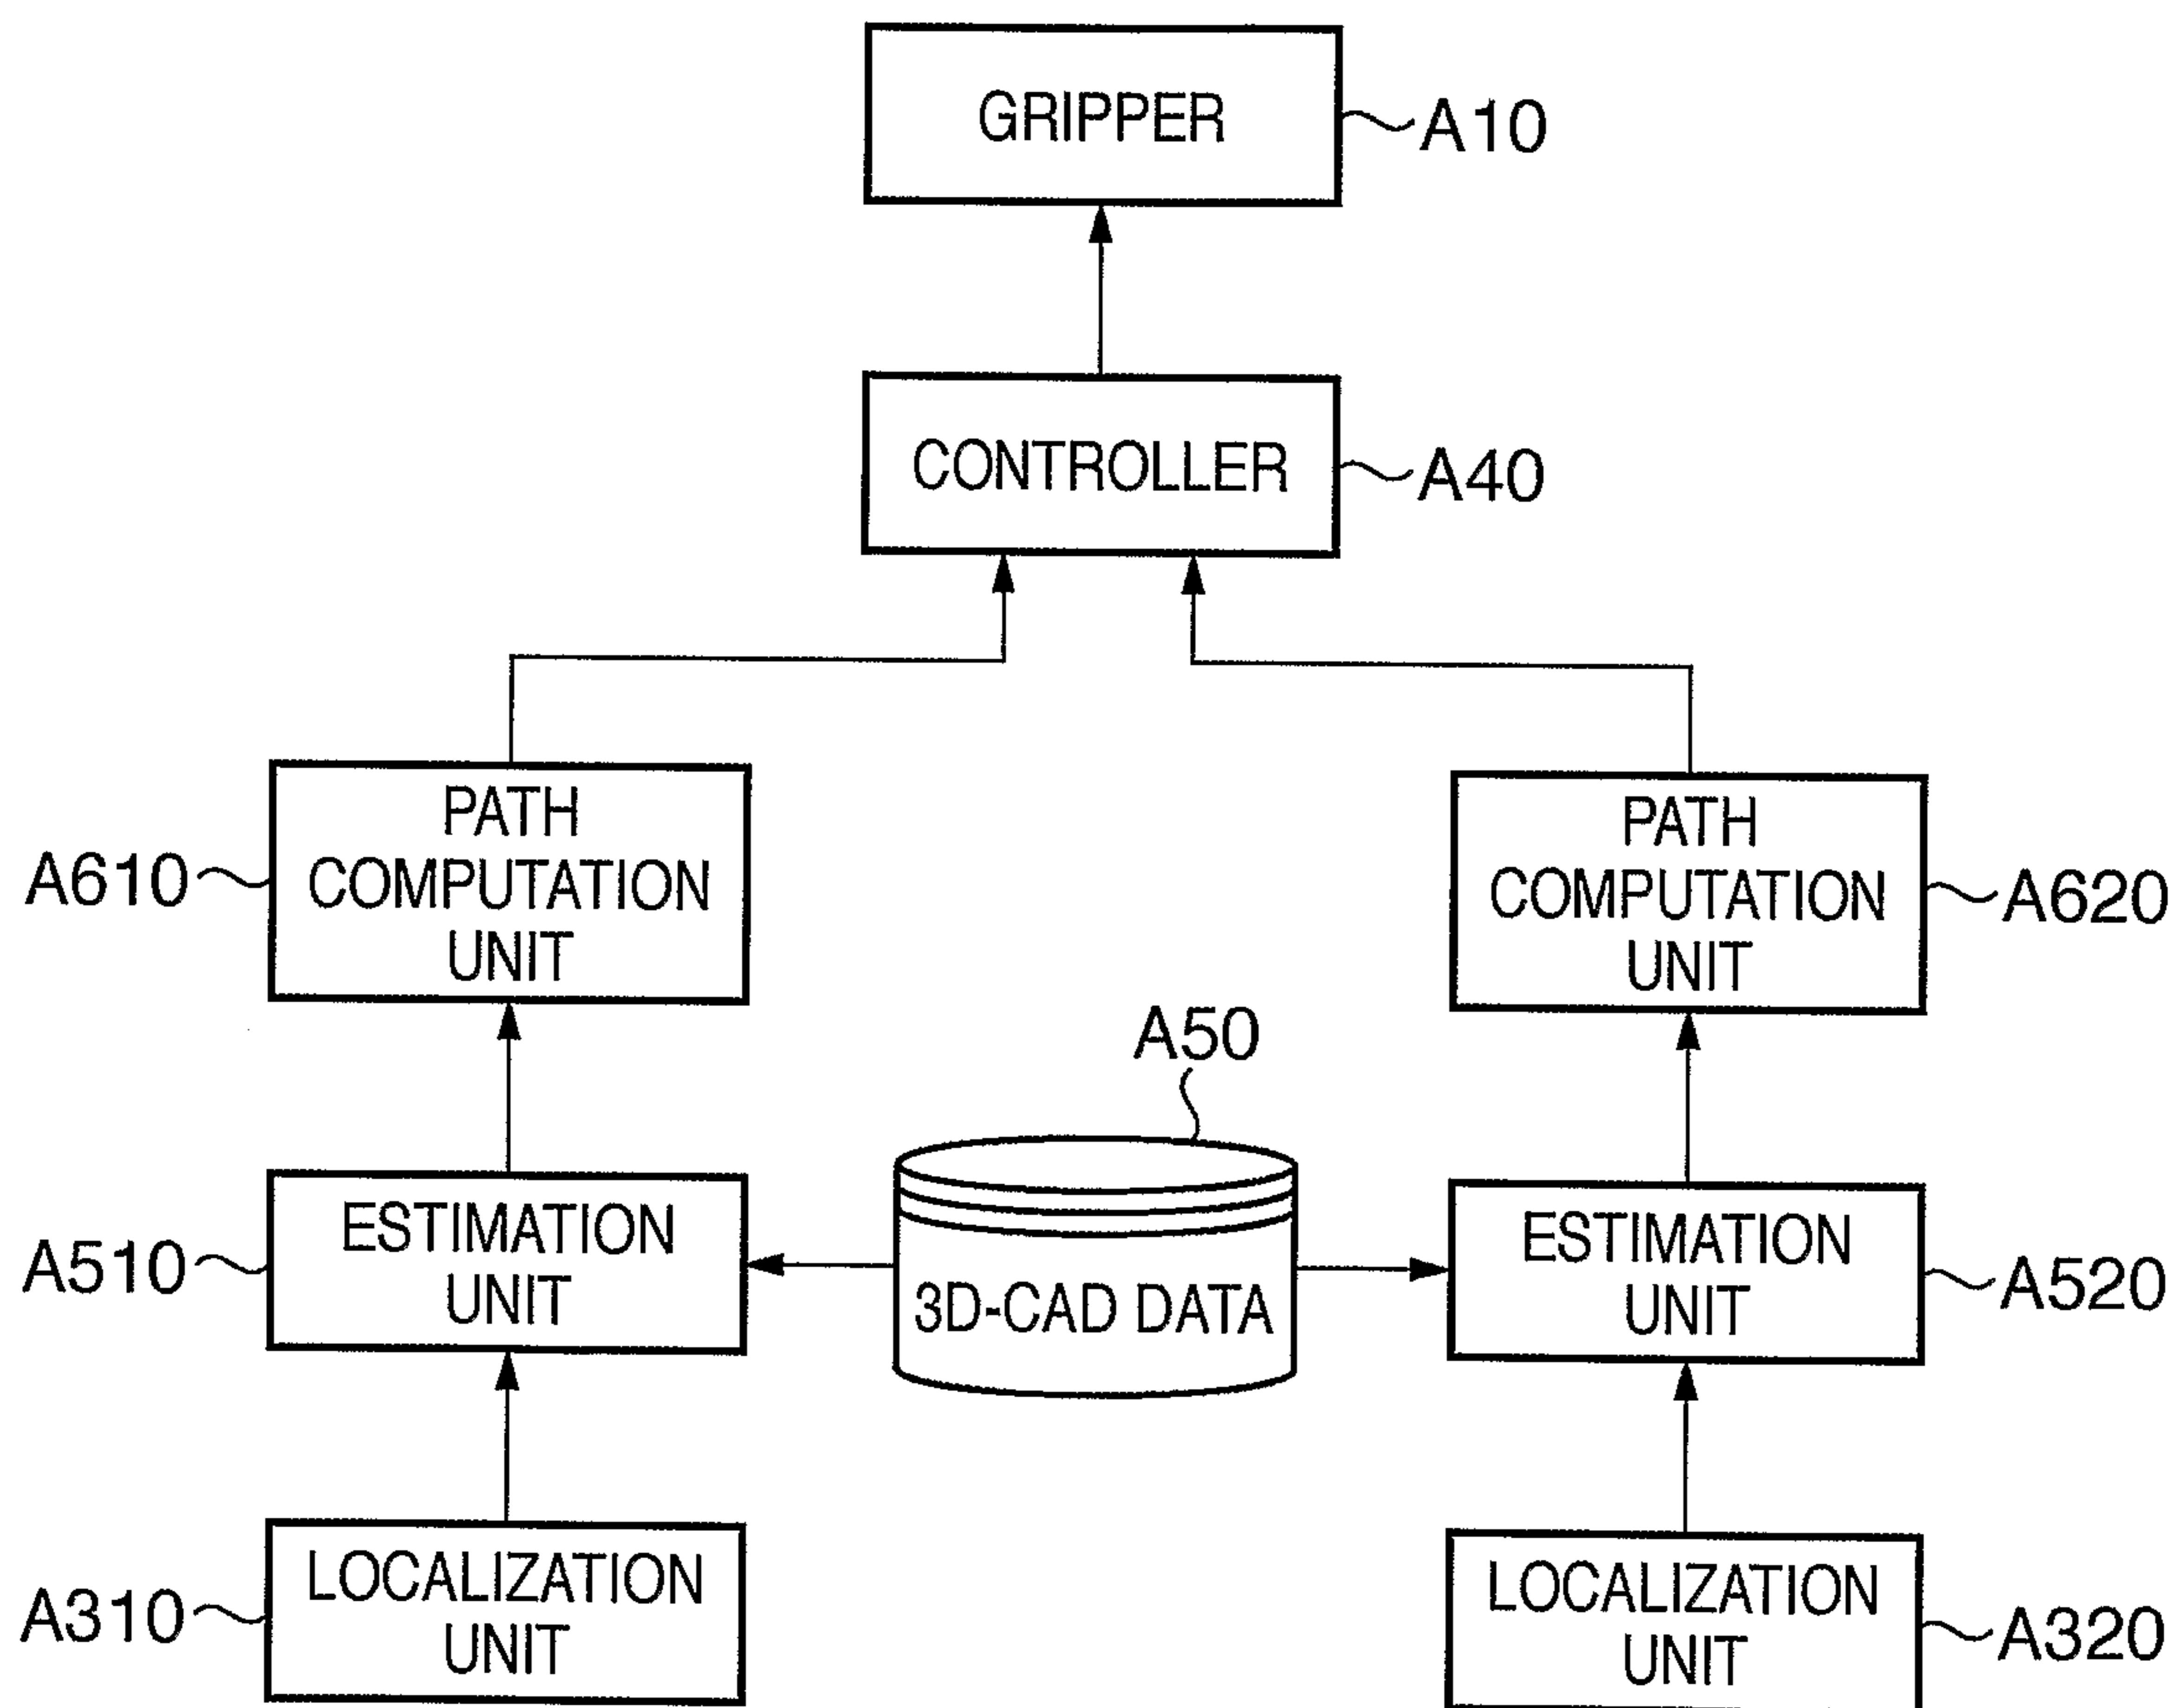 GRIPPER
A10
CONTROLLER
A40
PATH
COMPUTATION
UNIT
A610
PATH
COMPUTATION
UNIT
A620
A50
ESTIMATION
UNIT
A510
3D-CAD DATA
ESTIMATION
UNIT
A520
LOCALIZATION
UNIT
A310
LOCALIZATION
UNIT
A320